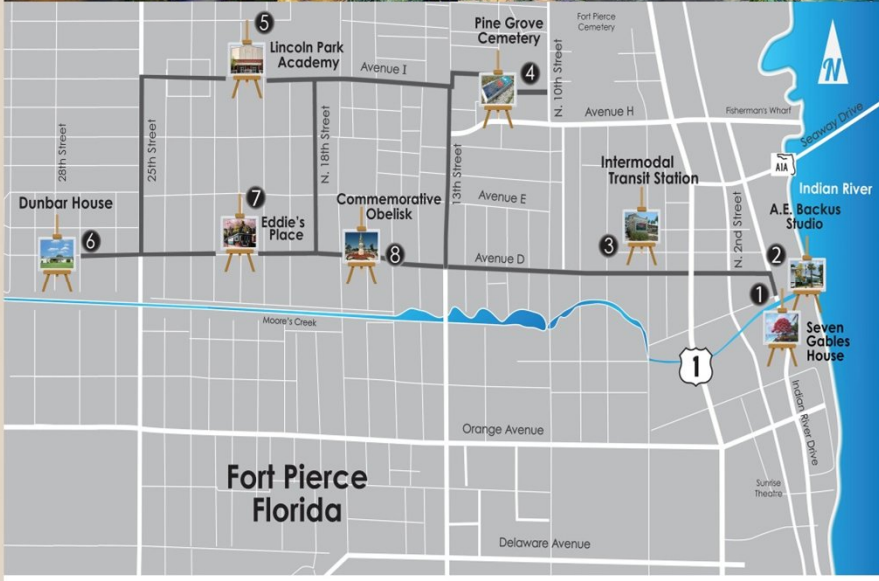 5
Lincoln Park
Academy
Pine Grove
Cemetery
4
Fort Pierce
Cemetery
N. 10th Street
Avenue I
Avenue H
Fisherman's Wharf
Seaway Drive
N
A1A
Indian River
28th Street
25th Street
N. 18th Street
13th Street
Avenue E
Intermodal
Transit Station
3
N. 2nd Street
A.E. Backus
Studio
2
Dunbar House
6
7
Eddie's
Place
Commemorative
Obelisk
8
Avenue D
1
Seven
Gables
House
Moore's Creek
1
Indian River Drive
Orange Avenue
Sunrise
Theatre
Fort Pierce
Florida
Delaware Avenue